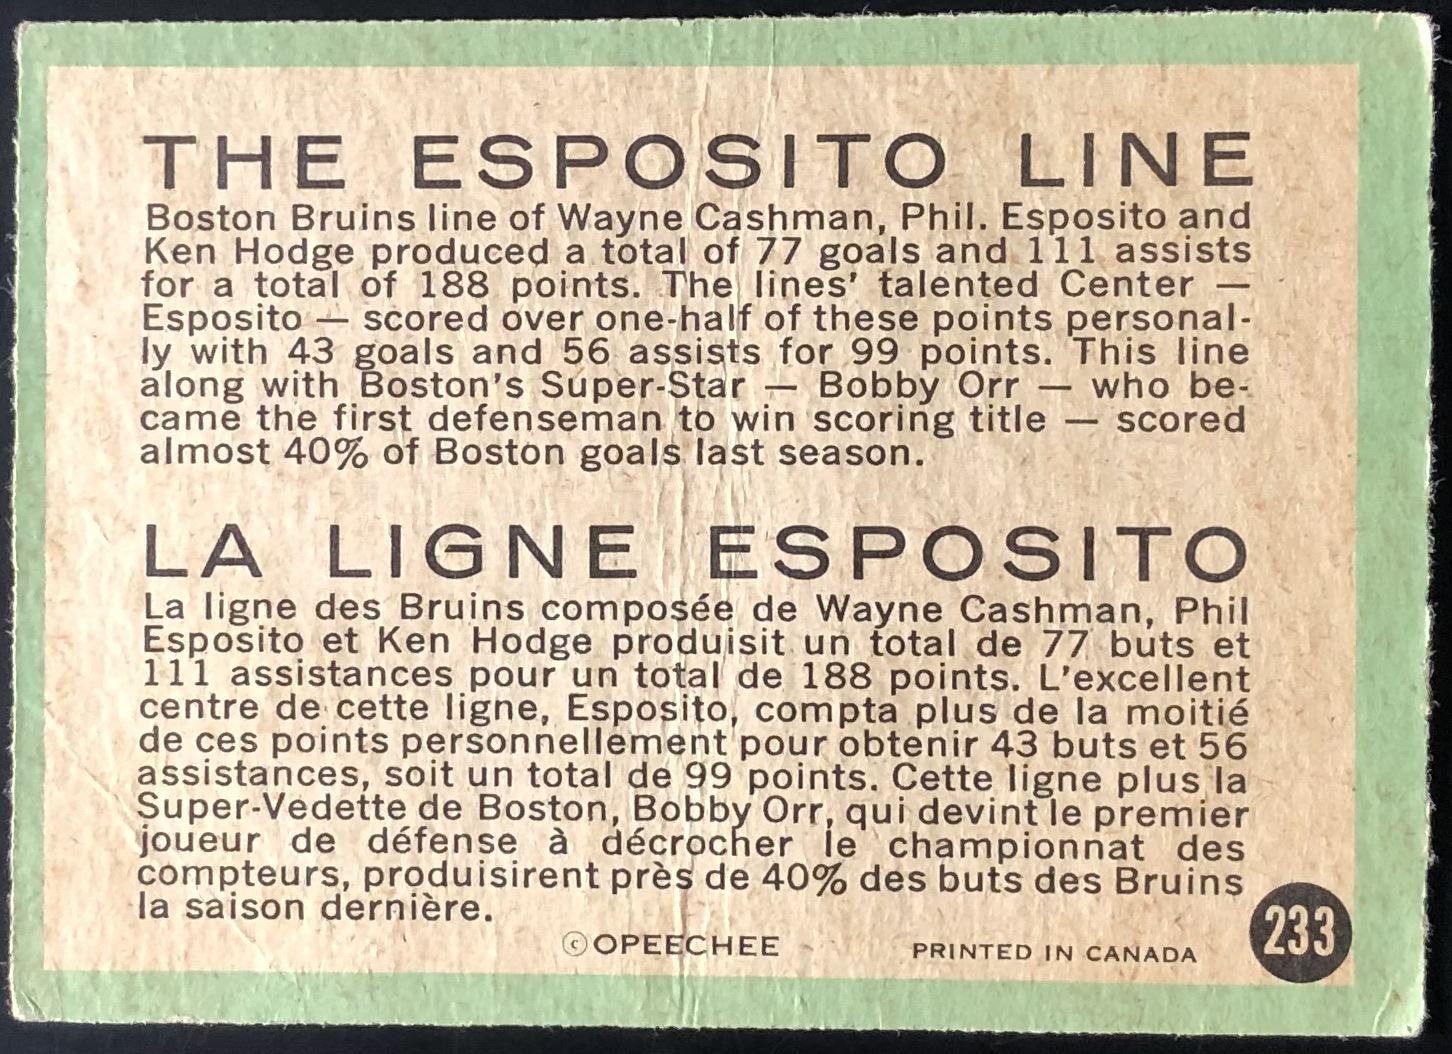 THE ESPOSITO LINE
Boston Bruins line of Wayne Cashman, Phil. Esposito and
Ken Hodge produced a total of 77 goals and 111 assists
for a total of 188 points. The lines' talented Center —
Esposito — scored over one-half of these points personal-
ly with 43 goals and 56 assists for 99 points. This line
along with Boston's Super-Star — Bobby Orr — who be-
came the first defenseman to win scoring title — scored
almost 40% of Boston goals last season.
LA LIGNE ESPOSITO
La ligne des Bruins composée de Wayne Cashman, Phil
Esposito et Ken Hodge produisit un total de 77 buts et
111 assistances pour un total de 188 points. L'excellent
centre de cette ligne, Esposito, compta plus de la moitié
de ces points personnellement pour obtenir 43 buts et 56
assistances, soit un total de 99 points. Cette ligne plus la
Super-Vedette de Boston, Bobby Orr, qui devint le premier
joueur de défense à décrocher le championnat des
compteurs, produisirent près de 40% des buts des Bruins
la saison dernière.
©OPEECHEE PRINTED IN CANADA
233